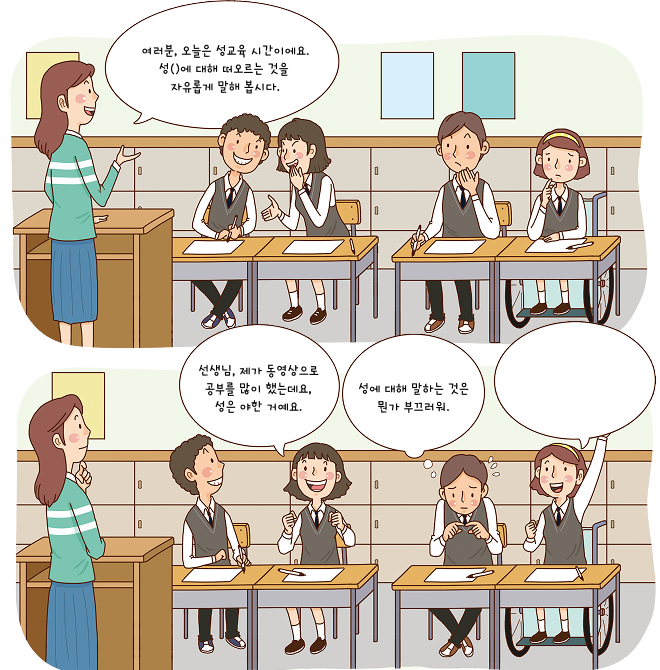 여러분, 오늘은 성교육 시간이에요.
성()에 대해 떠오르는 것을
자유롭게 말해 봅시다.
선생님, 제가 동영상으로
공부를 많이 했는데요,
성은 야한 거예요.
성에 대해 말하는 것은
뭔가 부끄러워.